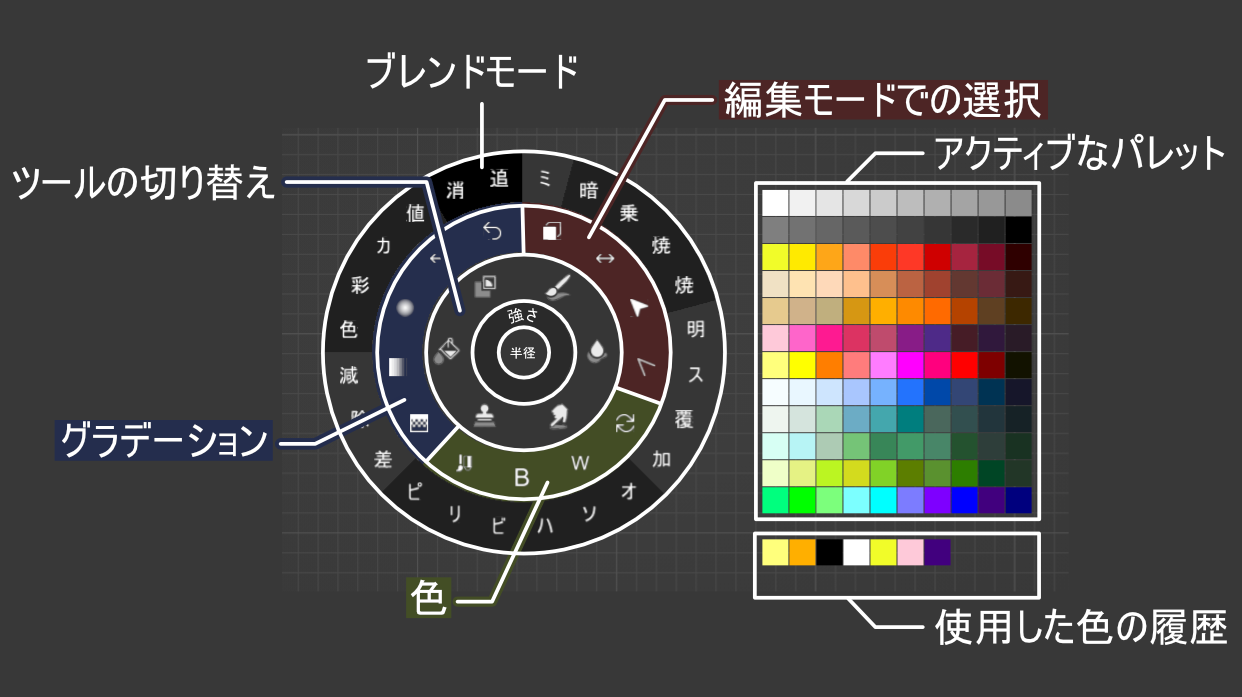 ブレンドモード
編集モードでの選択
アクティブなパレット
ツールの切り替え
消
追
ミ
暗
乗
焼
焼
明
ス
覆
加
オ
ソ
ハ
ビ
リ
ピ
差
減
色
彩
カ
値
強さ
半径
W
B
グラデーション
色
使用した色の履歴